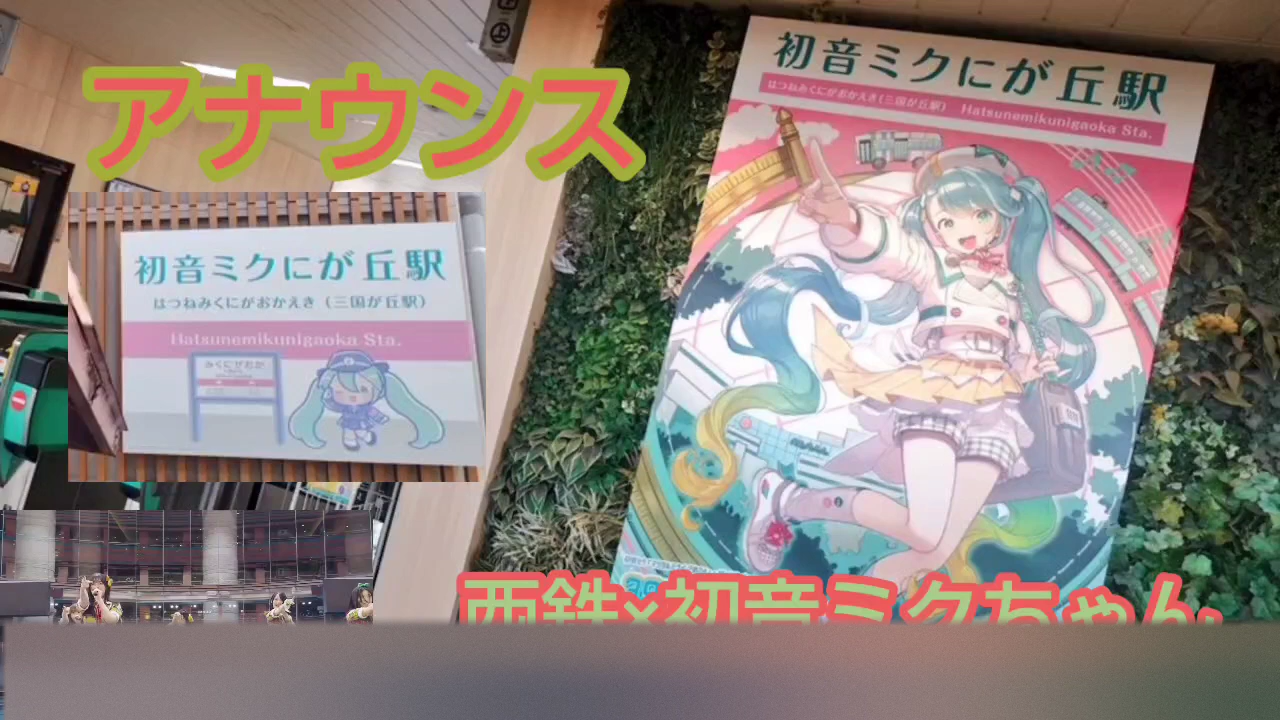 アナウンス
初音ミクにが丘駅
はつねみくにがおかえき(三国が丘駅) Hatsunemikunigaoka Sta.
初音ミクにが丘駅
はつねみくにがおかえき(三国が丘駅)
Hatsunemikunigaoka Sta.
みくにがおか
西鉄×初音ミクちゃん